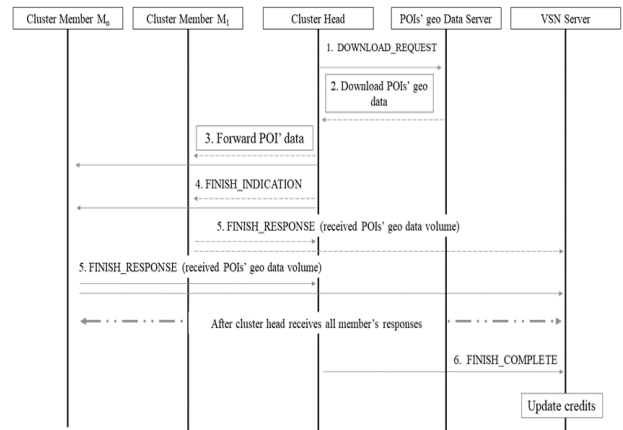 Cluster Member Mn
Cluster Member M1
Cluster Head
POIs' geo Data Server
VSN Server
1. DOWNLOAD_REQUEST
2. Download POIs' geo
data
3. Forward POI' data
4. FINISH_INDICATION
5. FINISH_RESPONSE (received POIs' geo data volume)
5. FINISH_RESPONSE (received POIs' geo data volume)
After cluster head receives all member's responses
6. FINISH_COMPLETE
Update credits